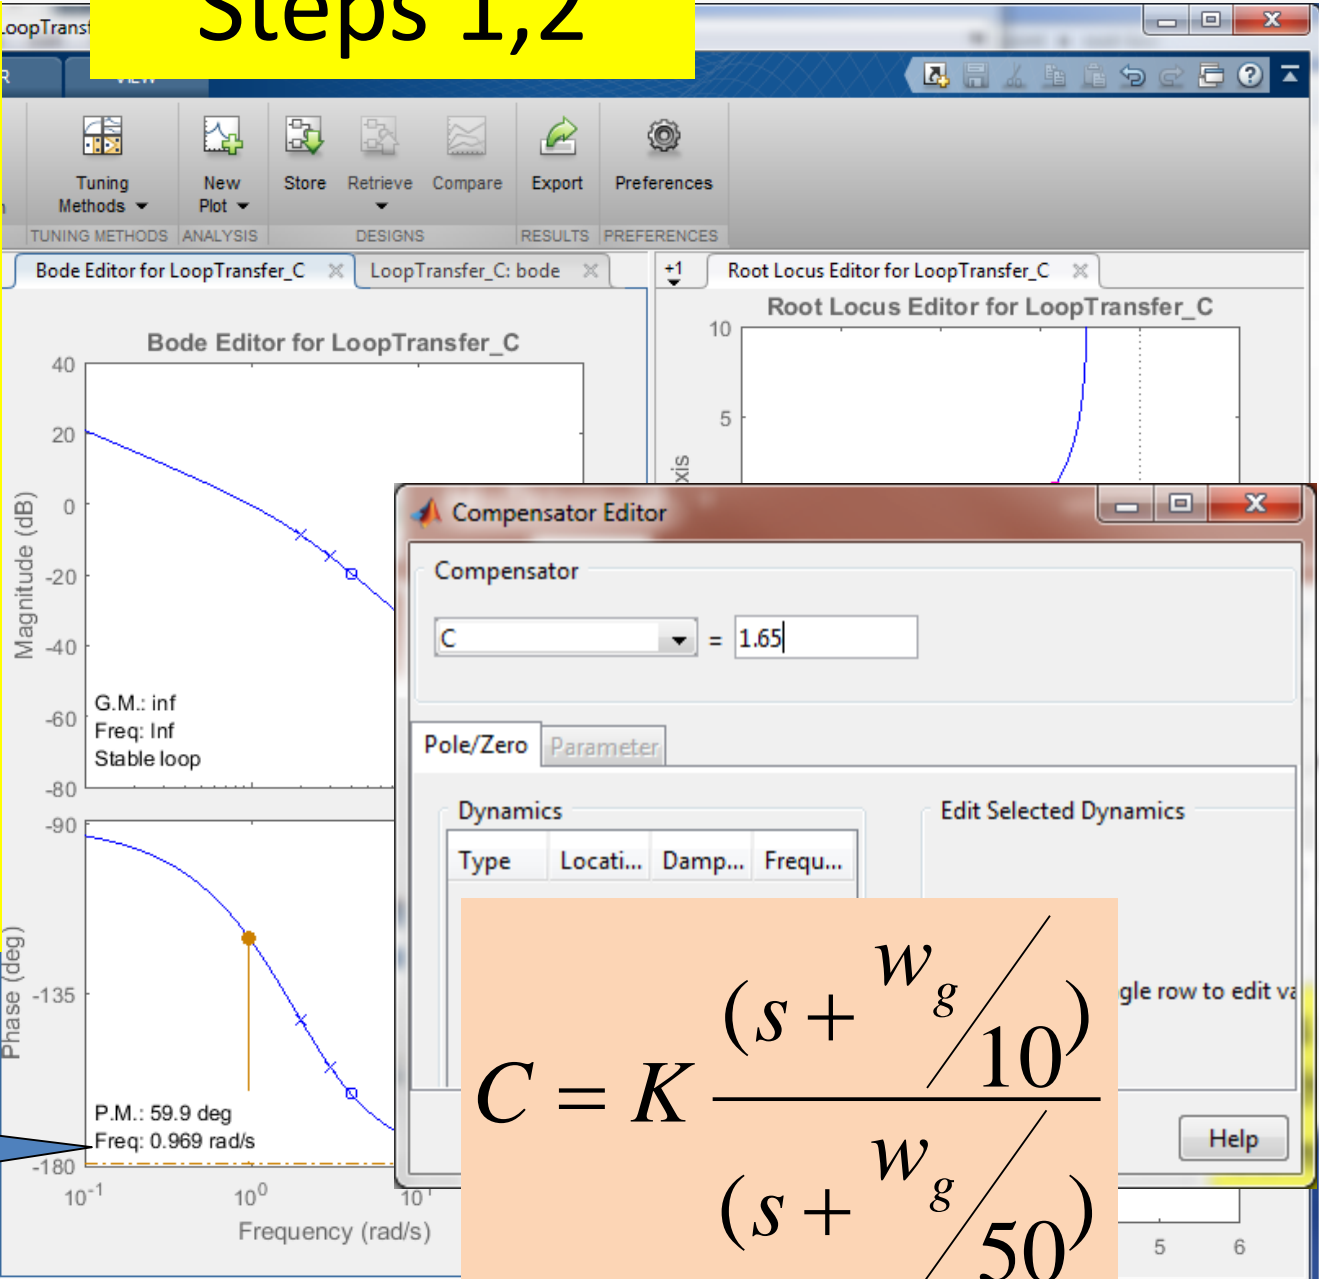 LoopTransf
Steps 1,2
R
VIEW
Tuning Methods
New Plot
Store
Retrieve
Compare
Export
Preferences
TUNING METHODS
ANALYSIS
DESIGNS
RESULTS
PREFERENCES
Bode Editor for LoopTransfer_C
LoopTransfer_C: bode
+1
Root Locus Editor for LoopTransfer_C
Bode Editor for LoopTransfer_C
Root Locus Editor for LoopTransfer_C
10
5
xis
40
20
0
-20
-40
-60
-80
Magnitude (dB)
G.M.: inf
Freq: Inf
Stable loop
-90
-135
-180
Phase (deg)
P.M.: 59.9 deg
Freq: 0.969 rad/s
10^-1
10^0
10^1
Frequency (rad/s)
Compensator Editor
Compensator
C = 1.65
Pole/Zero
Parameter
Dynamics
Type Locati... Damp... Frequ...
Edit Selected Dynamics
gle row to edit va
Help
C = K (s + w_g/10) / (s + w_g/50)
5
6